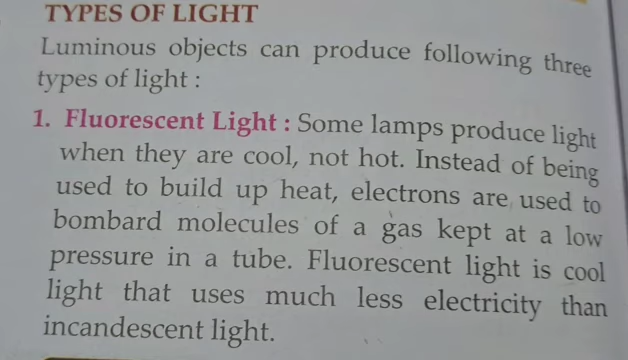 TYPES OF LIGHT
Luminous objects can produce following three
types of light :
1. Fluorescent Light : Some lamps produce light
when they are cool, not hot. Instead of being
used to build up heat, electrons are used to
bombard molecules of a gas kept at a low
pressure in a tube. Fluorescent light is cool
light that uses much less electricity than
incandescent light.